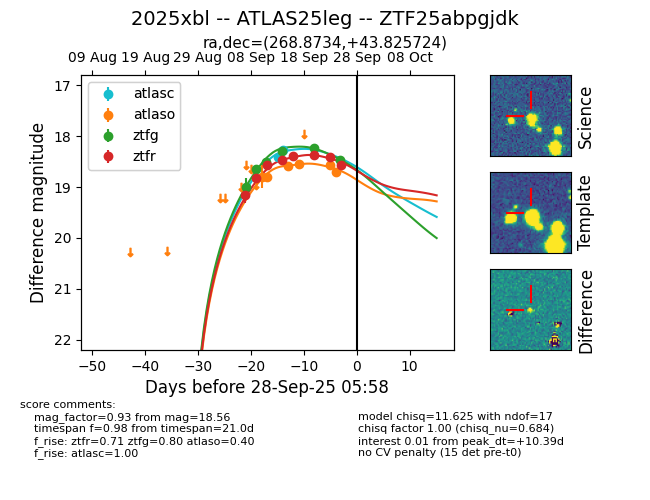 2025xbl -- ATLAS25leg -- ZTF25abpgjdk
ra,dec=(268.8734,+43.825724)
09 Aug 19 Aug 29 Aug 08 Sep 18 Sep 28 Sep 08 Oct
atlasc
atlaso
ztfg
ztfr
17
18
19
20
21
22
Difference magnitude
−50 −40 −30 −20 −10 0 10
Days before 28-Sep-25 05:58
Science
Template
Difference
score comments:
mag_factor=0.93 from mag=18.56
timespan f=0.98 from timespan=21.0d
f_rise: ztfr=0.71 ztfg=0.80 atlaso=0.40
f_rise: atlasc=1.00
model chisq=11.625 with ndof=17
chisq factor 1.00 (chisq_nu=0.684)
interest 0.01 from peak_dt=+10.39d
no CV penalty (15 det pre-t0)